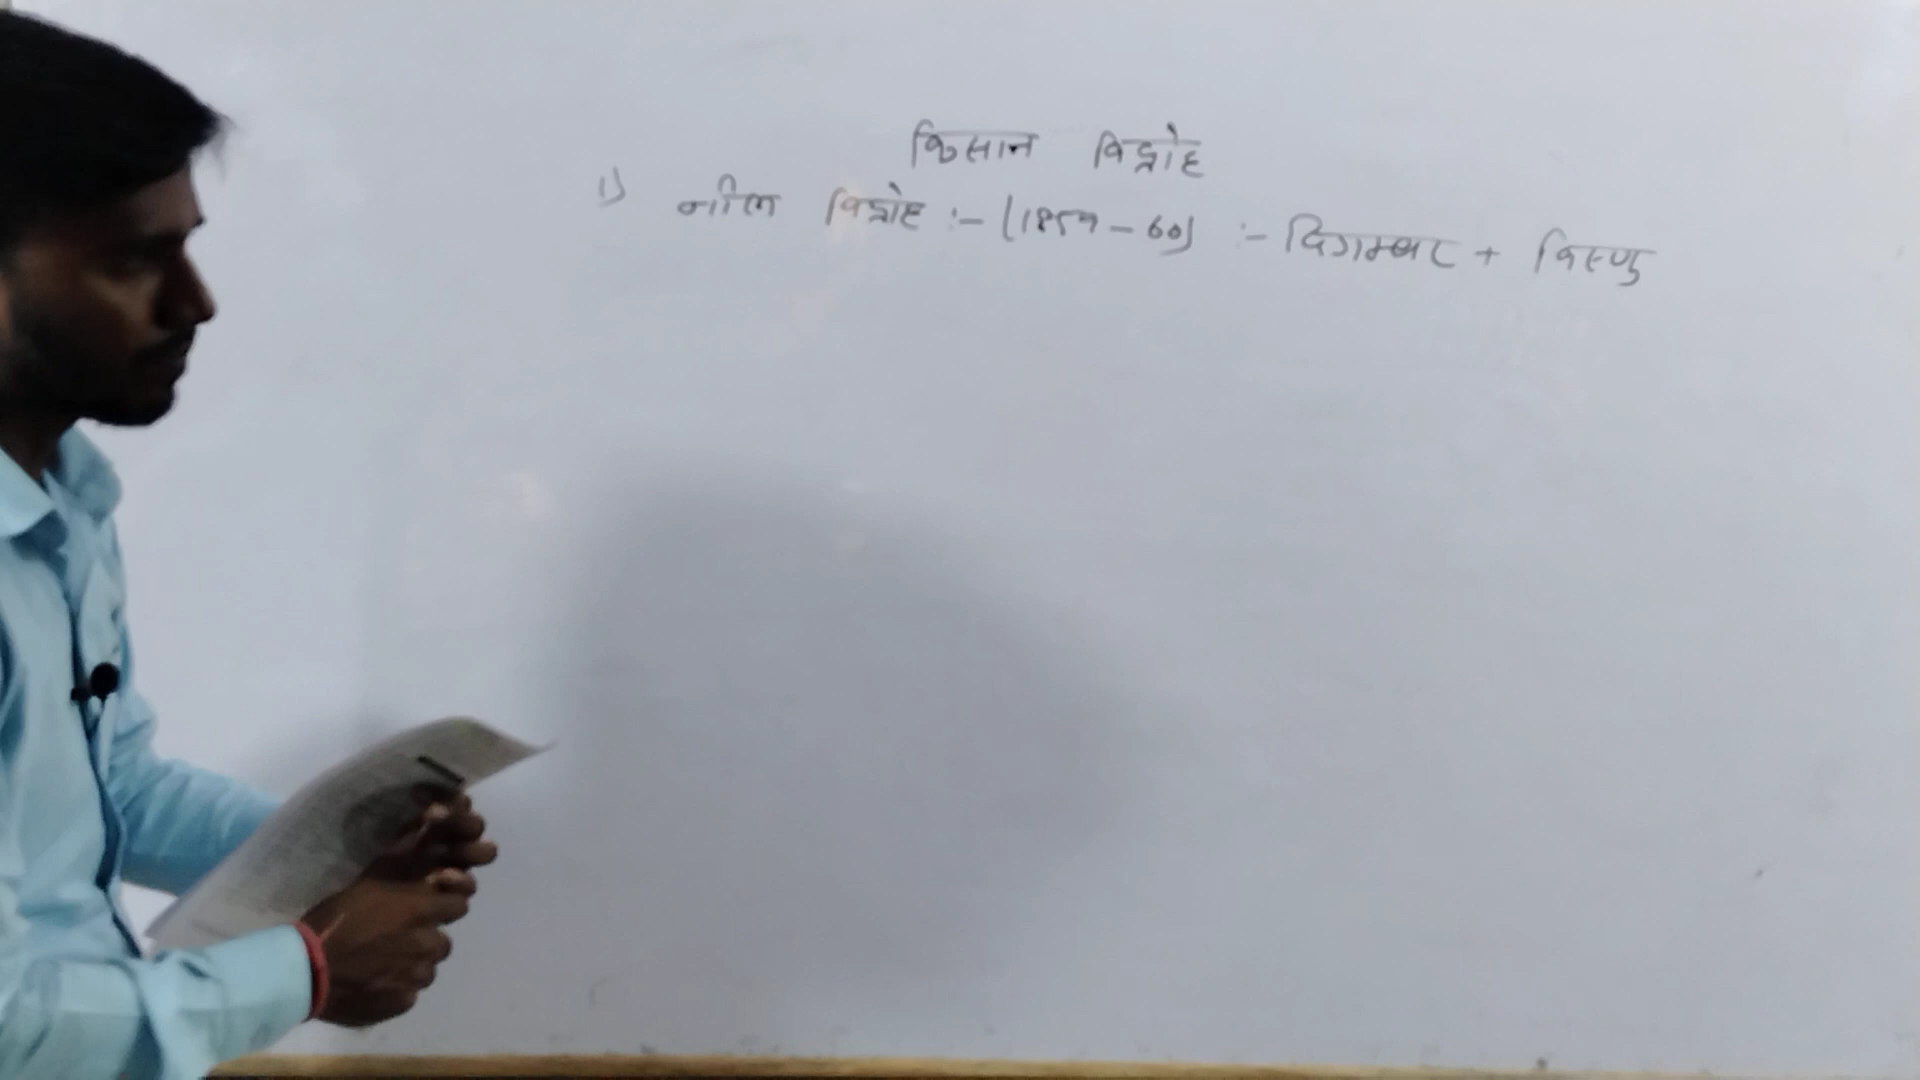 किसान विद्रोह
1) नील विद्रोह :- (1859 - 60) :- दिगम्बर + विस्णु